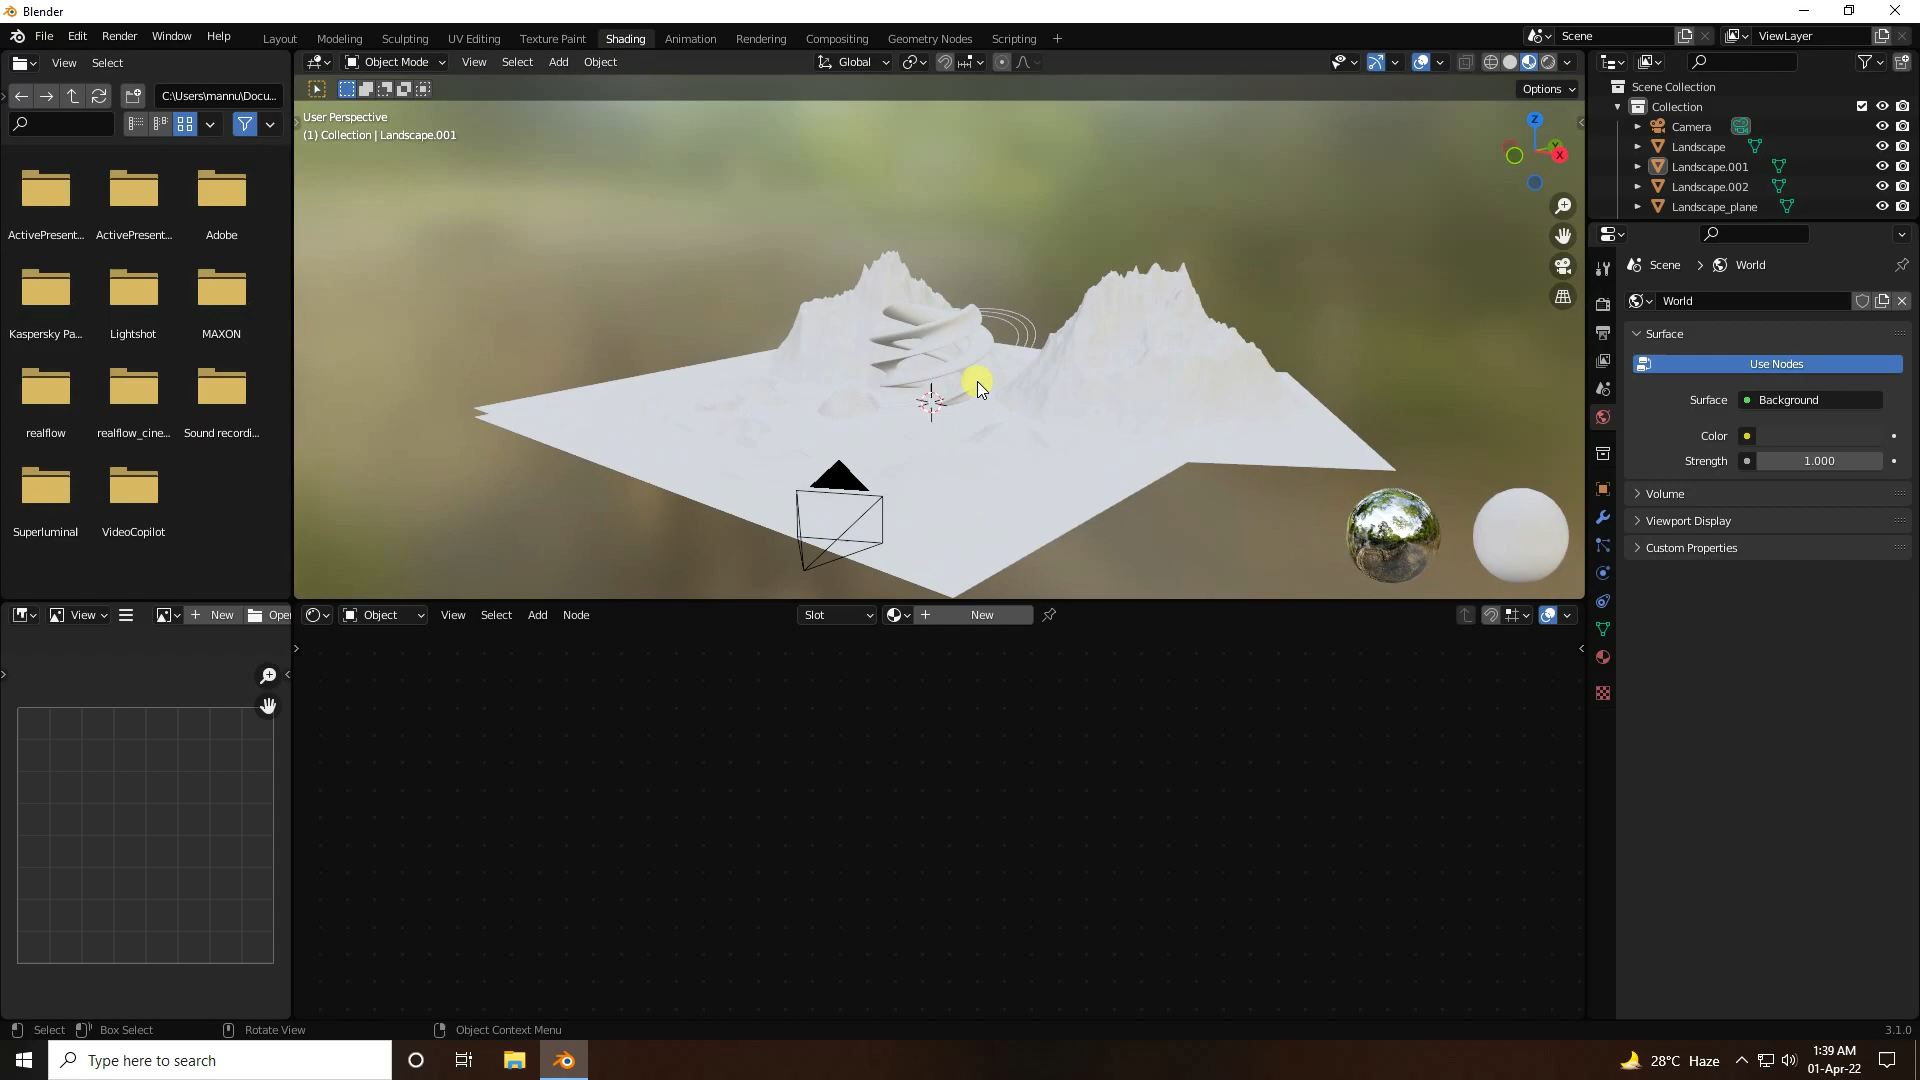 Blender
File Edit Render Window Help
Layout Modeling Sculpting UV Editing Texture Paint Shading Animation Rendering Compositing Geometry Nodes Scripting +
Scene
ViewLayer
View Select
Object Mode View Select Add Object
Global
C:\Users\mannu\Docu...
Options
User Perspective
(1) Collection | Landscape.001
Z
Y
X
Scene Collection
Collection
Camera
Landscape
Landscape.001
Landscape.002
Landscape_plane
Scene > World
World
Surface
Use Nodes
Surface Background
Color
Strength 1.000
Volume
Viewport Display
Custom Properties
ActivePresent... ActivePresent... Adobe
Kaspersky Pa... Lightshot MAXON
realflow realflow_cine... Sound recordi...
Superluminal VideoCopilot
View New Open
Object View Select Add Node
Slot New
Select Box Select Rotate View Object Context Menu
3.1.0
Type here to search
28°C Haze
1:39 AM
01-Apr-22